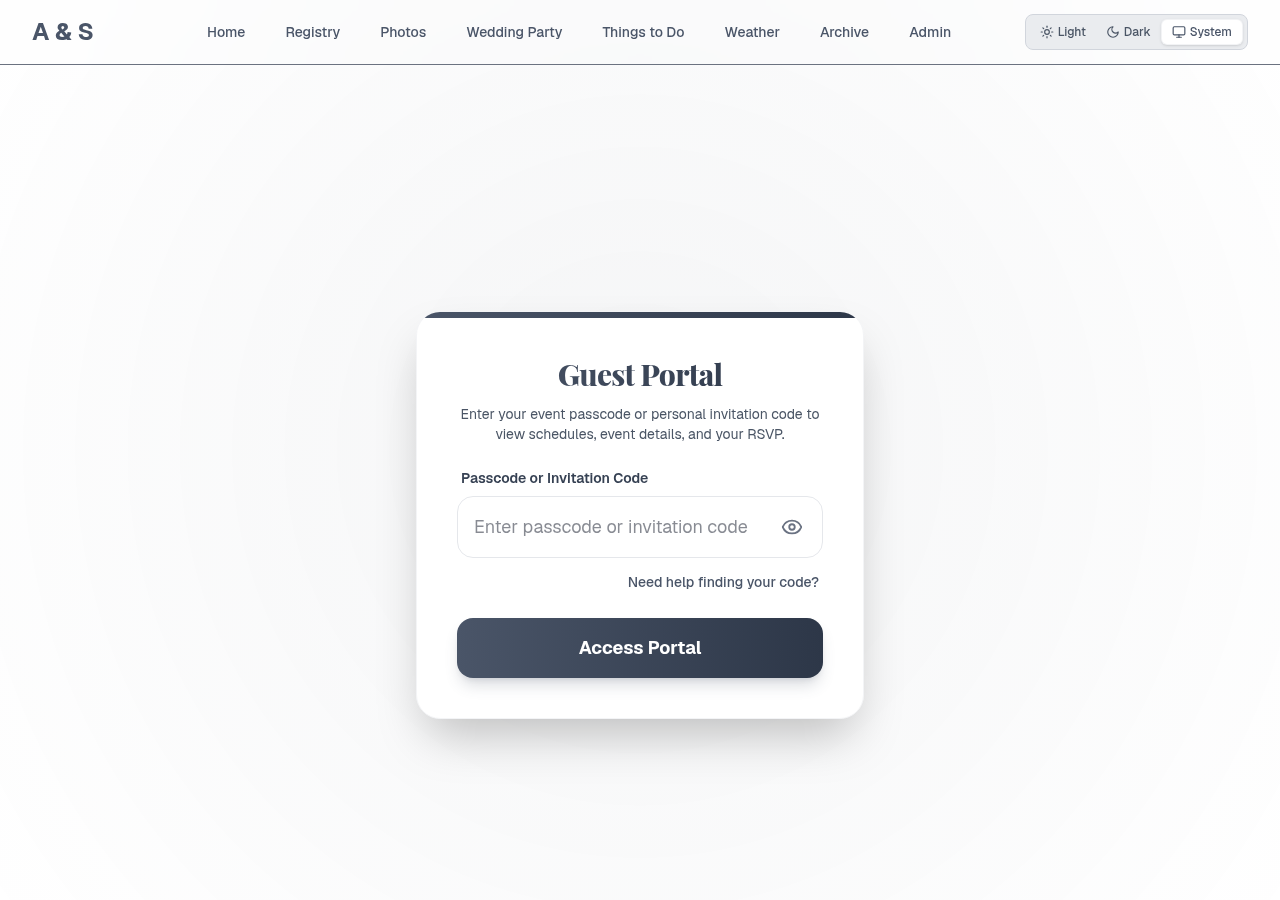 A & S
Home
Registry
Photos
Wedding Party
Things to Do
Weather
Archive
Admin
Light
Dark
System
Guest Portal
Enter your event passcode or personal invitation code to
view schedules, event details, and your RSVP.
Passcode or Invitation Code
Enter passcode or invitation code
Need help finding your code?
Access Portal